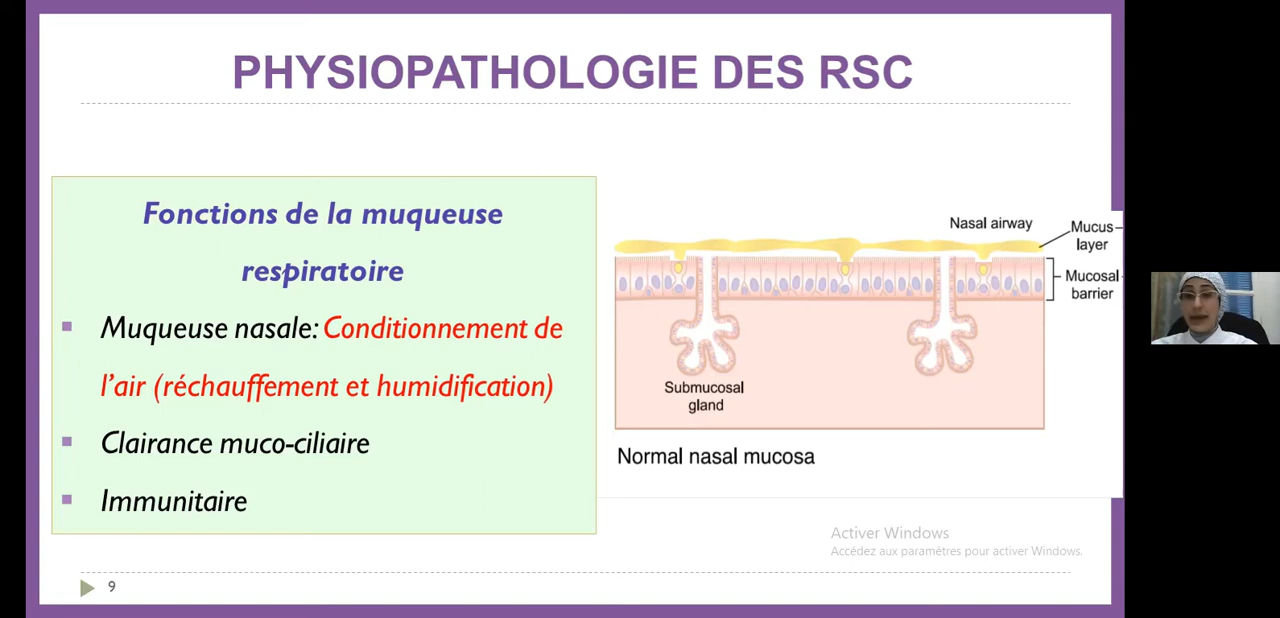 PHYSIOPATHOLOGIE DES RSC
Fonctions de la muqueuse
respiratoire
Muqueuse nasale: Conditionnement de
l'air (réchauffement et humidification)
Clairance muco-ciliaire
Immunitaire
Nasal airway
Mucus
layer
Mucosal
barrier
Submucosal
gland
Normal nasal mucosa
Activer Windows
Accédez aux paramètres pour activer Windows.
9